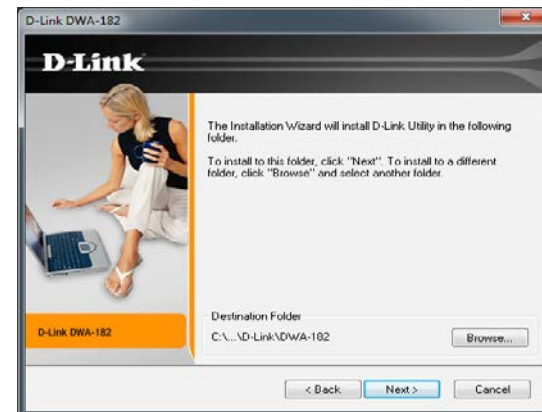 D-Link DWA-182
D-Link
The Installation Wizard will install D-Link Utility in the following
folder.
To install to this folder, click "Next". To install to a different
folder, click "Browse" and select another folder.
Destination Folder
D-Link DWA-182
C:\...\D-Link\DWA-182
Browse...
< Back
Next >
Cancel